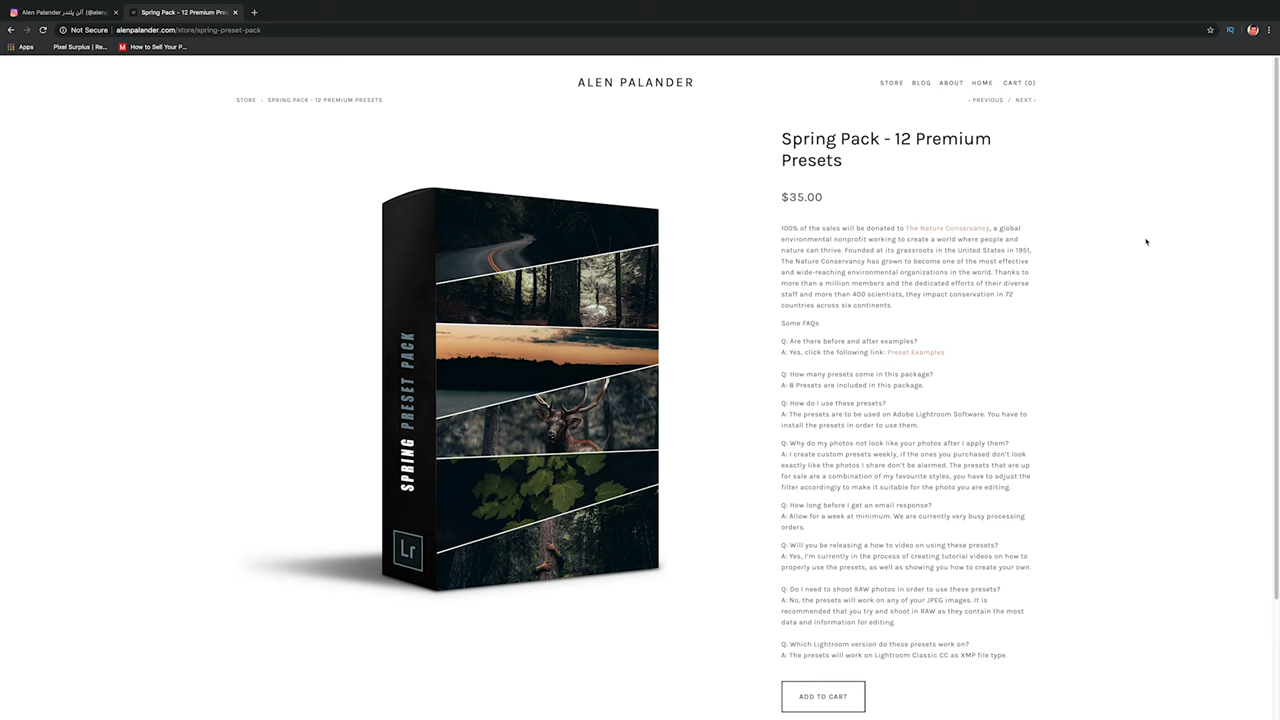 Alen Palander آلن پلندر (@alenp
Spring Pack - 12 Premium Pres
Not Secure
alenpalander.com/store/spring-preset-pack
Apps
Pixel Surplus | Re...
How to Sell Your P...
ALEN PALANDER
STORE BLOG ABOUT HOME CART (0)
STORE › SPRING PACK - 12 PREMIUM PRESETS
‹ PREVIOUS / NEXT ›
Spring Pack - 12 Premium
Presets
$35.00
100% of the sales will be donated to The Nature Conservancy, a global
environmental nonprofit working to create a world where people and
nature can thrive. Founded at its grassroots in the United States in 1951,
The Nature Conservancy has grown to become one of the most effective
and wide-reaching environmental organizations in the world. Thanks to
more than a million members and the dedicated efforts of their diverse
staff and more than 400 scientists, they impact conservation in 72
countries across six continents.
Some FAQs
Q: Are there before and after examples?
A: Yes, click the following link: Preset Examples
Q: How many presets come in this package?
A: 8 Presets are included in this package.
Q: How do I use these presets?
A: The presets are to be used on Adobe Lightroom Software. You have to
install the presets in order to use them.
Q: Why do my photos not look like your photos after I apply them?
A: I create custom presets weekly, if the ones you purchased don't look
exactly like the photos I share don't be alarmed. The presets that are up
for sale are a combination of my favourite styles, you have to adjust the
filter accordingly to make it suitable for the photo you are editing.
Q: How long before I get an email response?
A: Allow for a week at minimum. We are currently very busy processing
orders.
Q: Will you be releasing a how to video on using these presets?
A: Yes, I'm currently in the process of creating tutorial videos on how to
properly use the presets, as well as showing you how to create your own.
Q: Do I need to shoot RAW photos in order to use these presets?
A: No, the presets will work on any of your JPEG images. It is
recommended that you try and shoot in RAW as they contain the most
data and information for editing.
Q: Which Lightroom version do these presets work on?
A: The presets will work on Lightroom Classic CC as XMP file type.
ADD TO CART
SPRING PRESET PACK
Lr